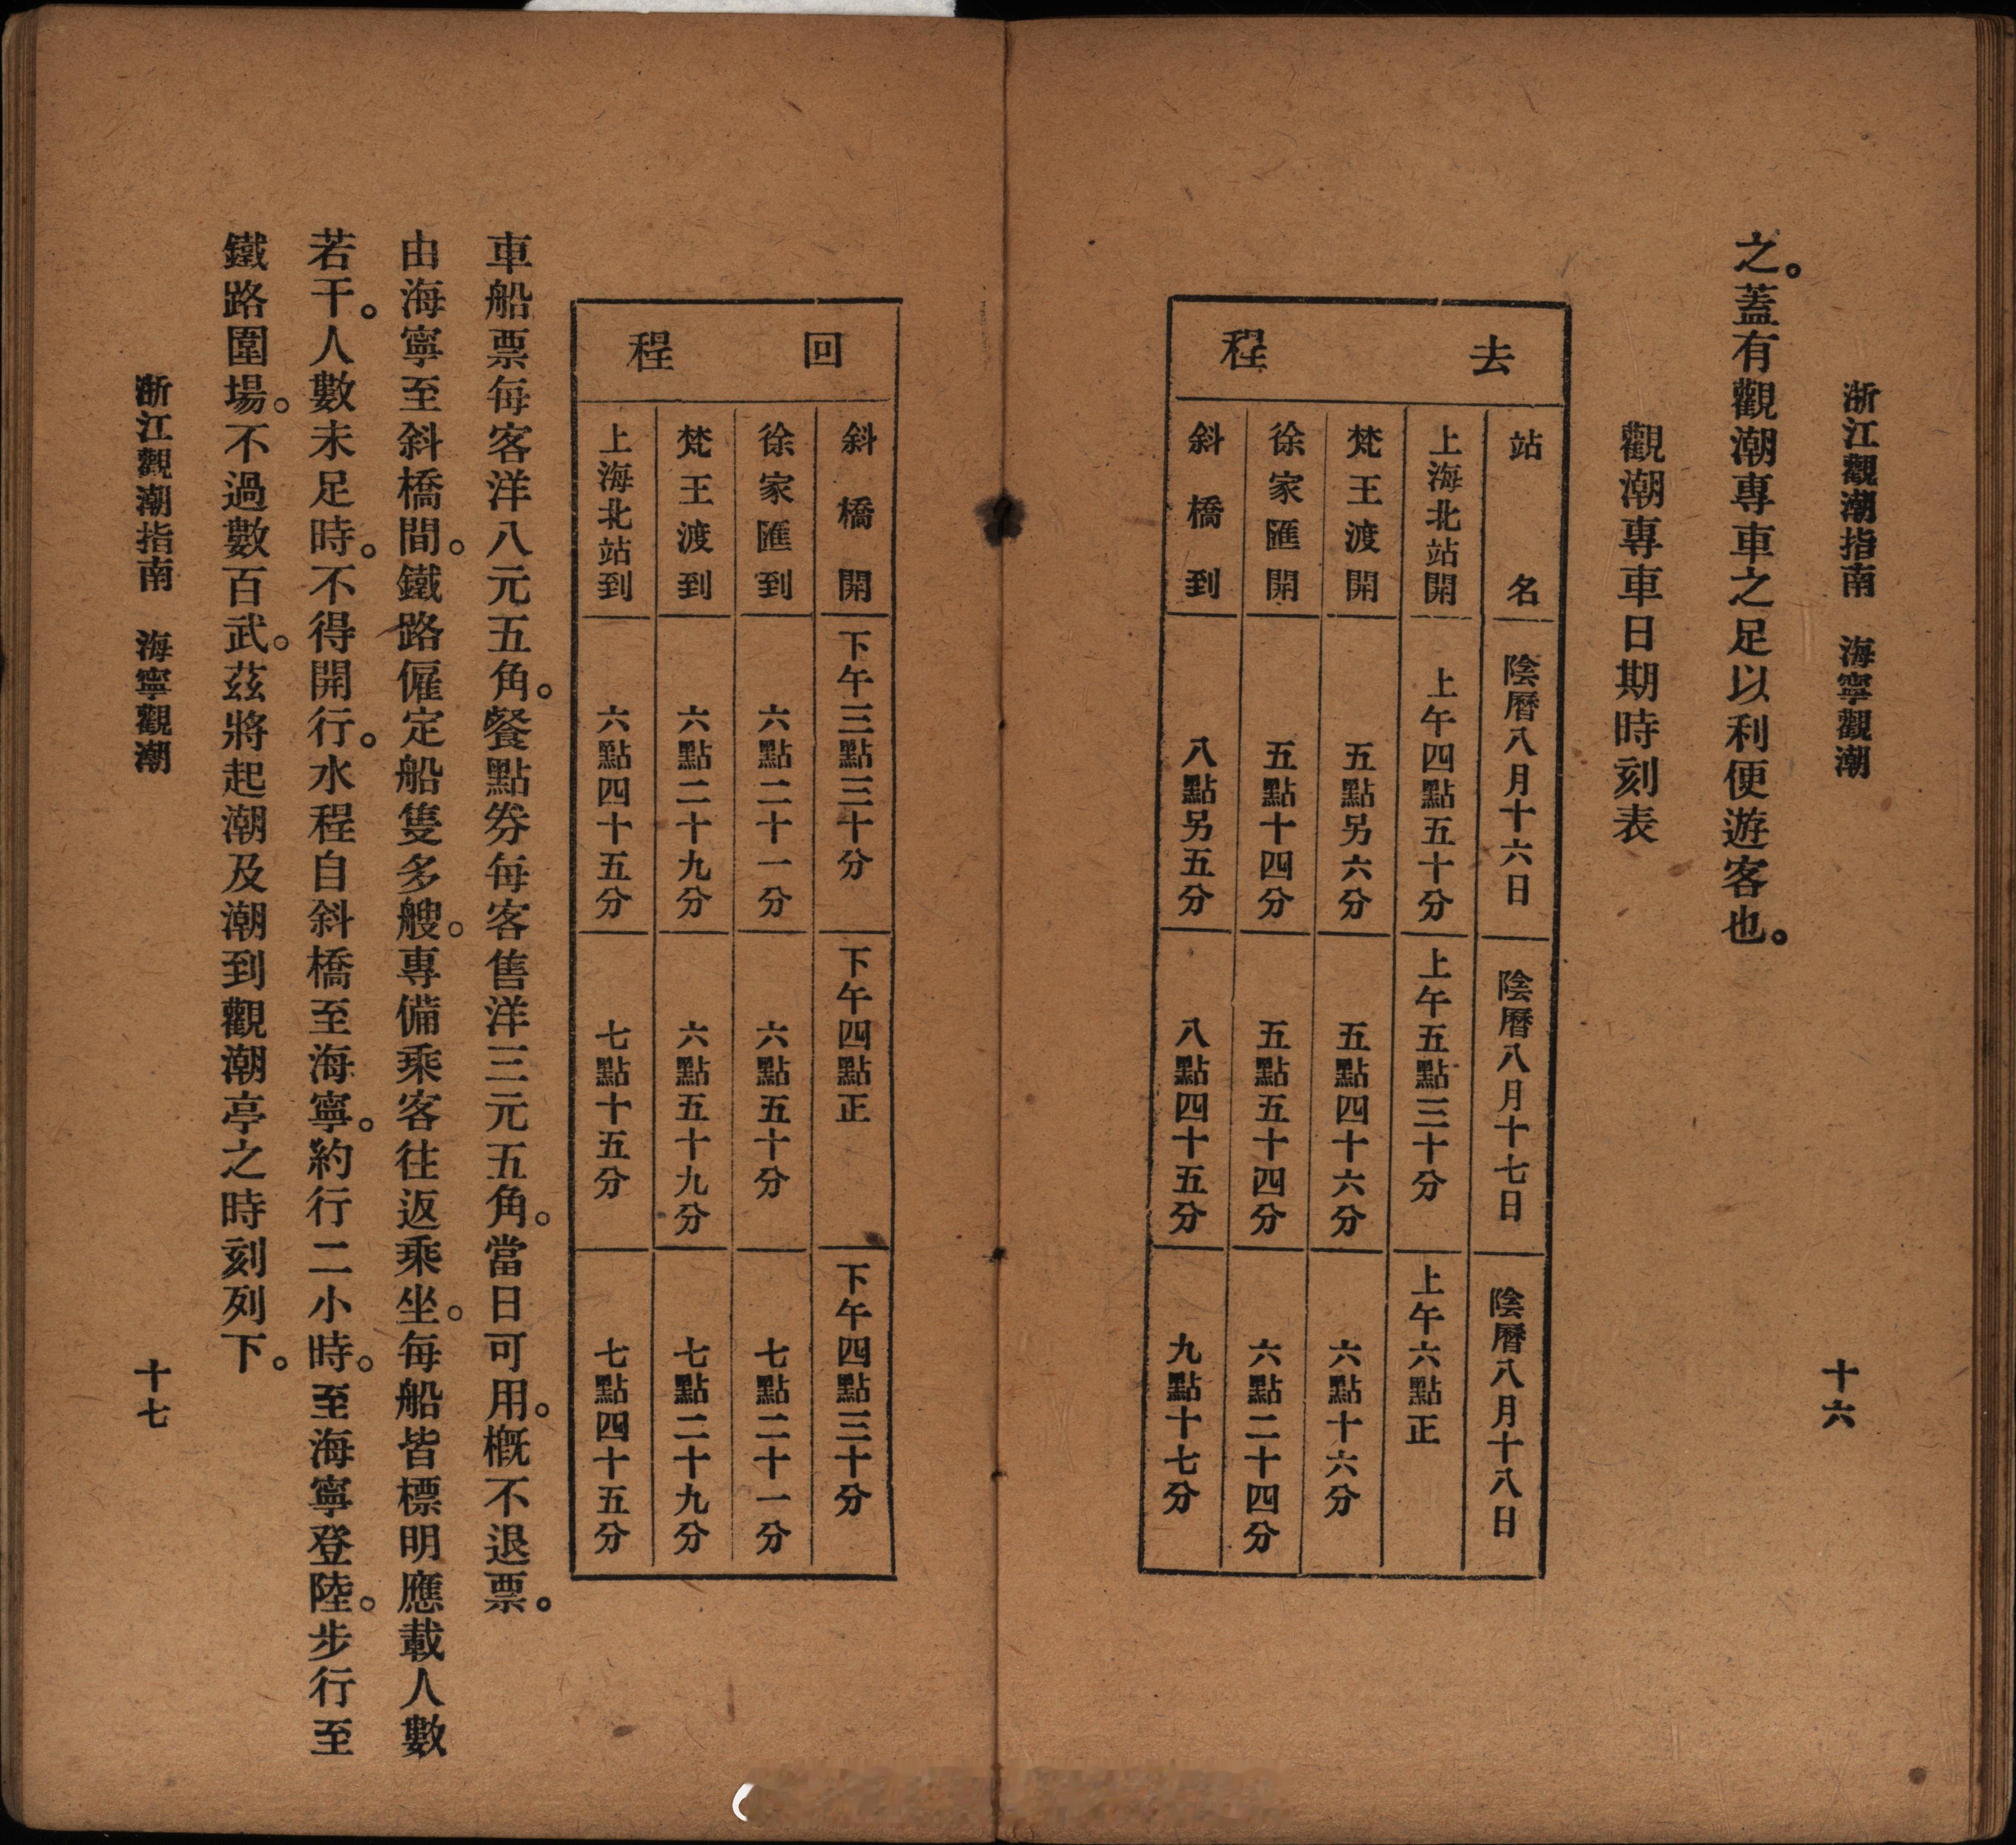 浙江觀潮指南　海寧觀潮　十六
之。蓋有觀潮專車之足以利便遊客也。
觀潮專車日期時刻表
去程
站名　陰曆八月十六日　陰曆八月十七日　陰曆八月十八日
上海北站開　上午四點五十分　上午五點三十分　上午六點正
梵王渡開　五點另六分　五點四十六分　六點十六分
徐家匯開　五點十四分　五點五十四分　六點二十四分
斜橋到　八點另五分　八點四十五分　九點十七分
回程
斜橋開　下午三點三十分　下午四點正　下午四點三十分
徐家匯到　六點二十一分　六點五十分　七點二十一分
梵王渡到　六點二十九分　六點五十九分　七點二十九分
上海北站到　六點四十五分　七點十五分　七點四十五分
車船票每客洋八元五角。餐點券每客售洋三元五角。當日可用。概不退票。
由海寧至斜橋間。鐵路僱定船隻多艘。專備乘客往返乘坐。每船皆標明應載人數
若干。人數未足時。不得開行。水程自斜橋至海寧。約行二小時。至海寧登陸。步行至
鐵路圍場。不過數百武。茲將起潮及潮到觀潮亭之時刻列下。
浙江觀潮指南　海寧觀潮　十七